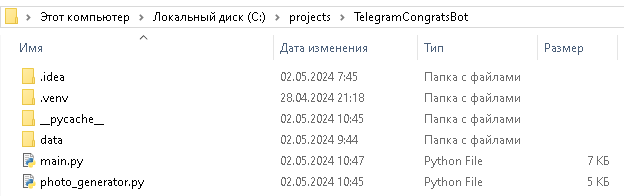 Этот компьютер > Локальный диск (C:) > projects > TelegramCongratsBot
Имя Дата изменения Тип Размер
.idea 02.05.2024 7:45 Папка с файлами
.venv 28.04.2024 21:18 Папка с файлами
__pycache__ 02.05.2024 10:45 Папка с файлами
data 02.05.2024 9:44 Папка с файлами
main.py 02.05.2024 10:47 Python File 7 КБ
photo_generator.py 02.05.2024 10:45 Python File 5 КБ